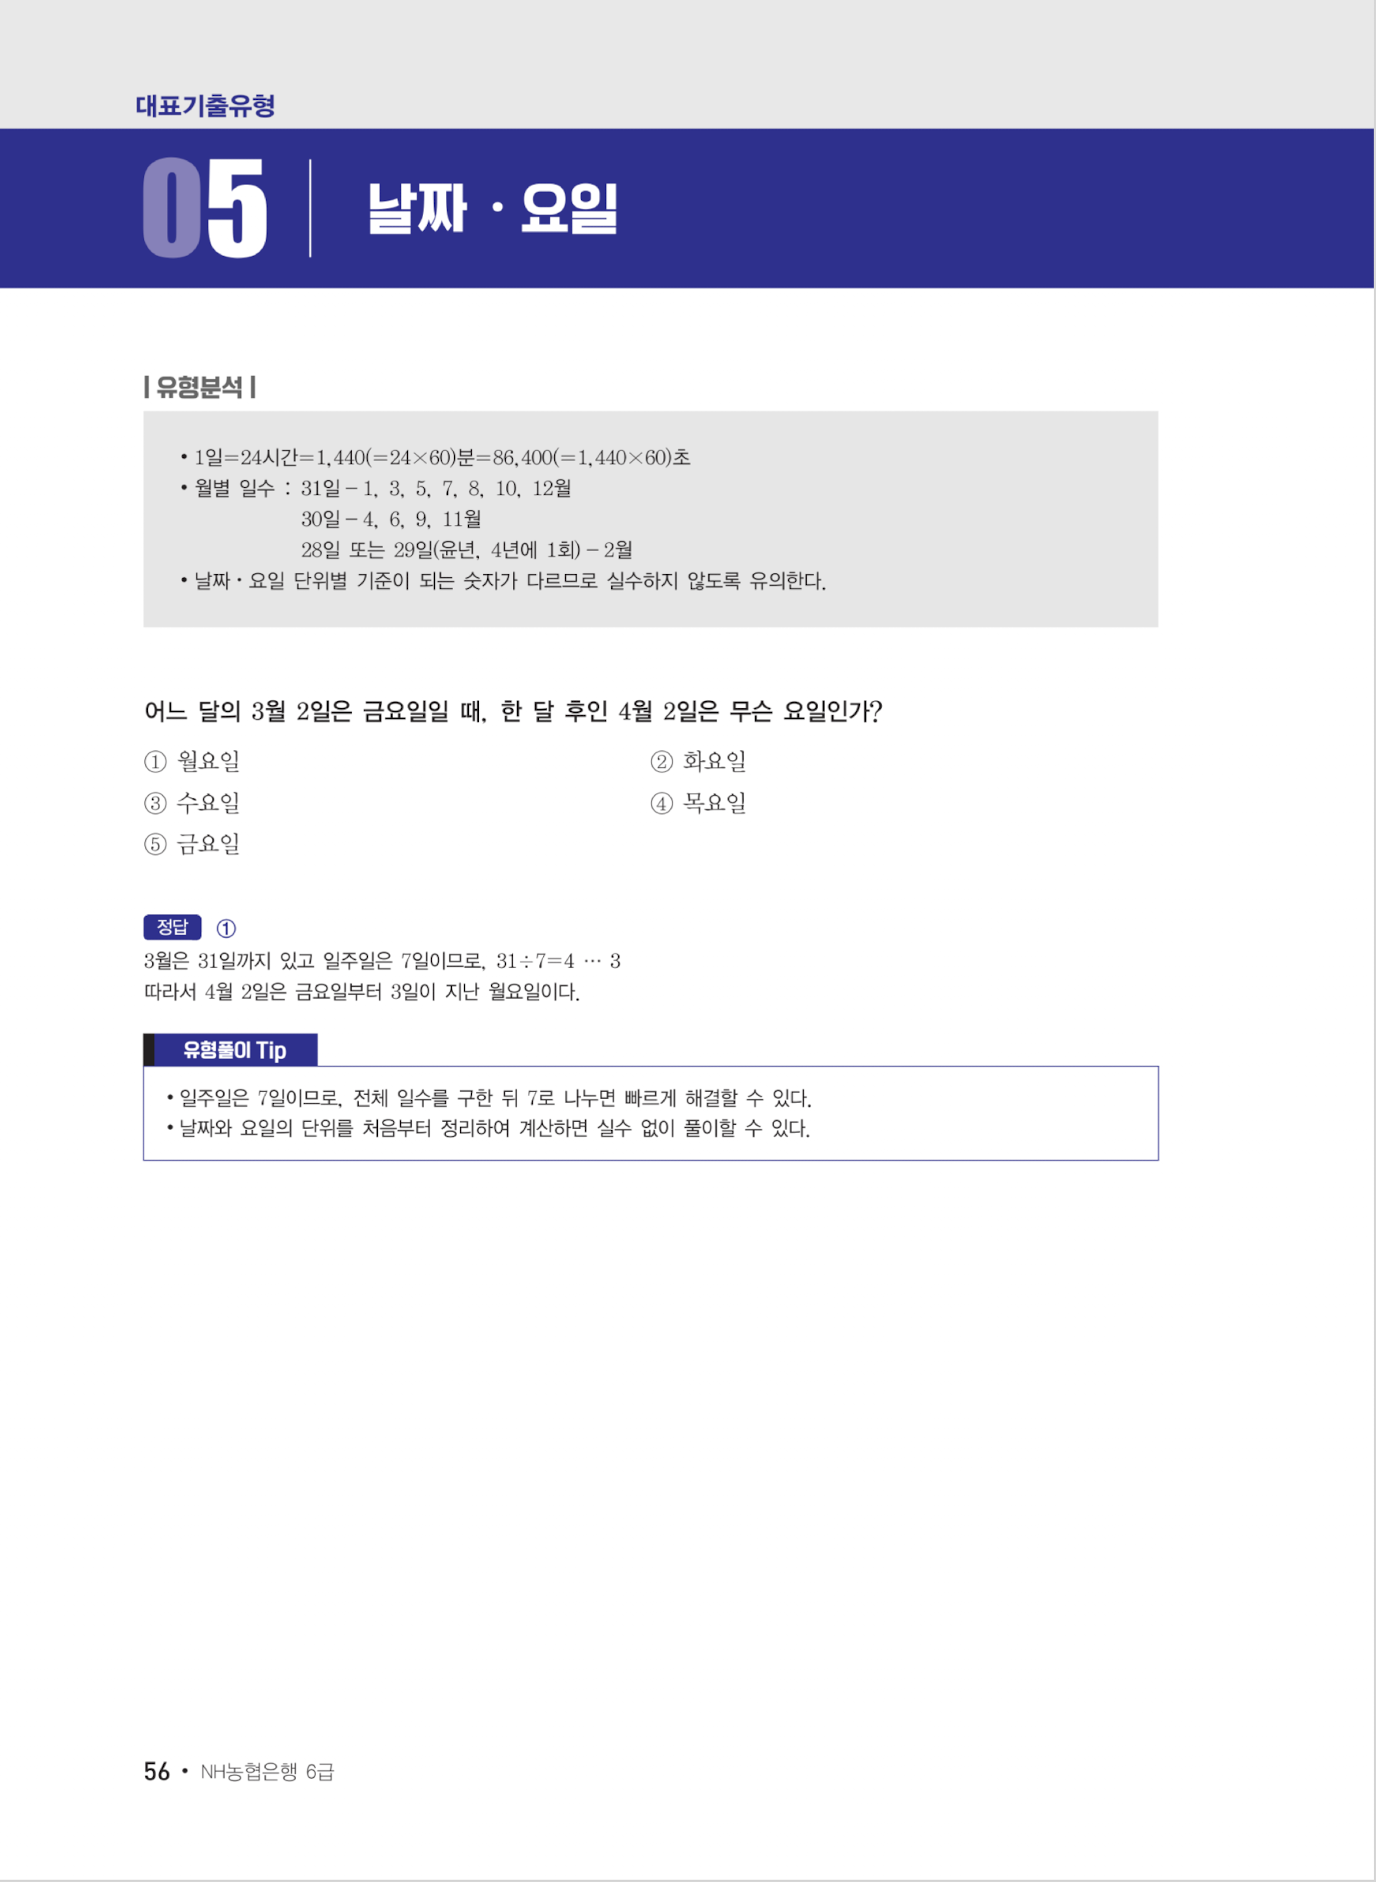 대표기출유형
05 날짜 · 요일
| 유형분석 |
• 1일=24시간=1,440(=24×60)분=86,400(=1,440×60)초
• 월별 일수 : 31일 – 1, 3, 5, 7, 8, 10, 12월
30일 – 4, 6, 9, 11월
28일 또는 29일(윤년, 4년에 1회) – 2월
• 날짜 · 요일 단위별 기준이 되는 숫자가 다르므로 실수하지 않도록 유의한다.
어느 달의 3월 2일은 금요일일 때, 한 달 후인 4월 2일은 무슨 요일인가?
① 월요일 ② 화요일
③ 수요일 ④ 목요일
⑤ 금요일
정답 ①
3월은 31일까지 있고 일주일은 7일이므로, 31÷7=4 … 3
따라서 4월 2일은 금요일부터 3일이 지난 월요일이다.
유형풀이 Tip
• 일주일은 7일이므로, 전체 일수를 구한 뒤 7로 나누면 빠르게 해결할 수 있다.
• 날짜와 요일의 단위를 처음부터 정리하여 계산하면 실수 없이 풀이할 수 있다.
56 • NH농협은행 6급